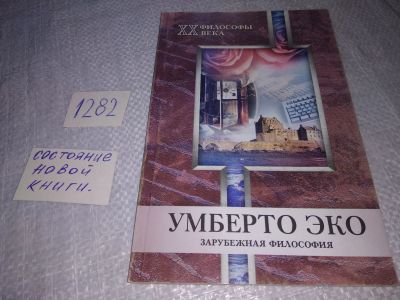 XX ФИЛОСОФЫ
ВЕКА
1282
СОСТОЯНИЕ
НОВОЙ
КНИГИ.
УМБЕРТО ЭКО
ЗАРУБЕЖНАЯ ФИЛОСОФИЯ